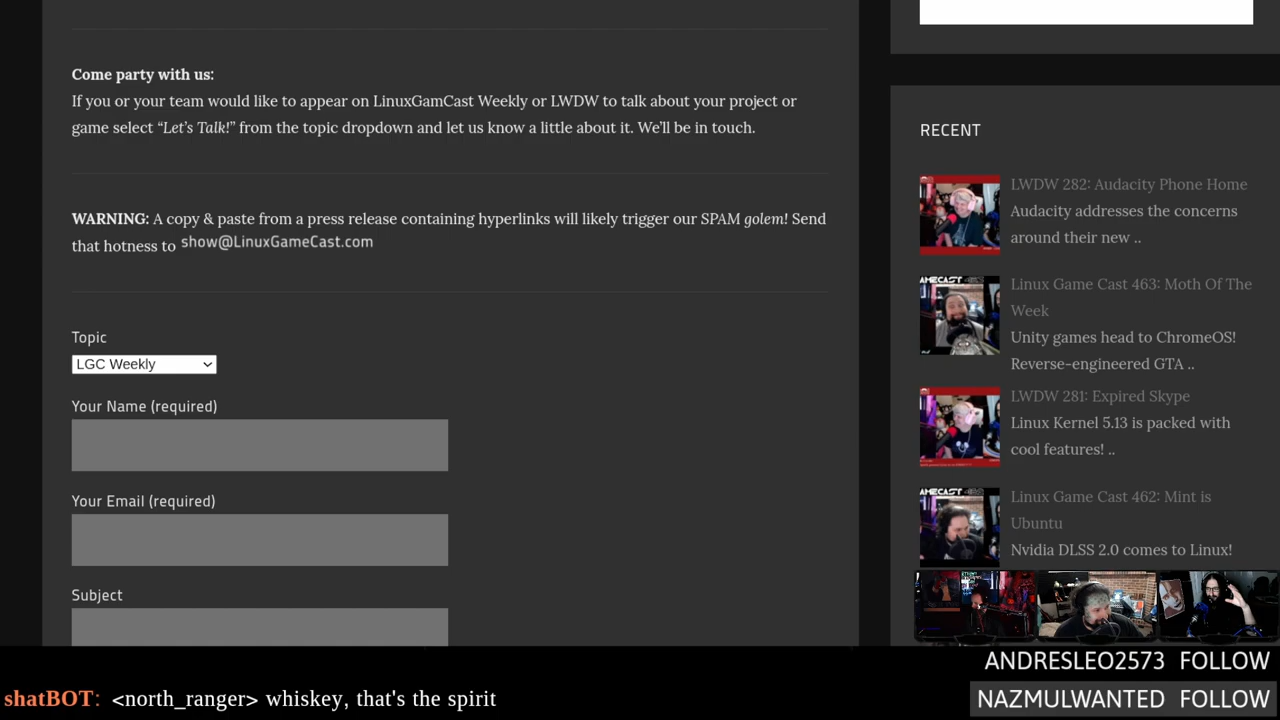 Come party with us:
If you or your team would like to appear on LinuxGamCast Weekly or LWDW to talk about your project or
game select “Let’s Talk!” from the topic dropdown and let us know a little about it. We’ll be in touch.
WARNING: A copy & paste from a press release containing hyperlinks will likely trigger our SPAM golem! Send
that hotness to show@LinuxGameCast.com
Topic
LGC Weekly
Your Name (required)
Your Email (required)
Subject
RECENT
LWDW 282: Audacity Phone Home
Audacity addresses the concerns
around their new ..
Linux Game Cast 463: Moth Of The
Week
Unity games head to ChromeOS!
Reverse-engineered GTA ..
LWDW 281: Expired Skype
Linux Kernel 5.13 is packed with
cool features! ..
Linux Game Cast 462: Mint is
Ubuntu
Nvidia DLSS 2.0 comes to Linux!
ANDRESLEO2573 FOLLOW
NAZMULWANTED FOLLOW
shatBOT: <north_ranger> whiskey, that's the spirit